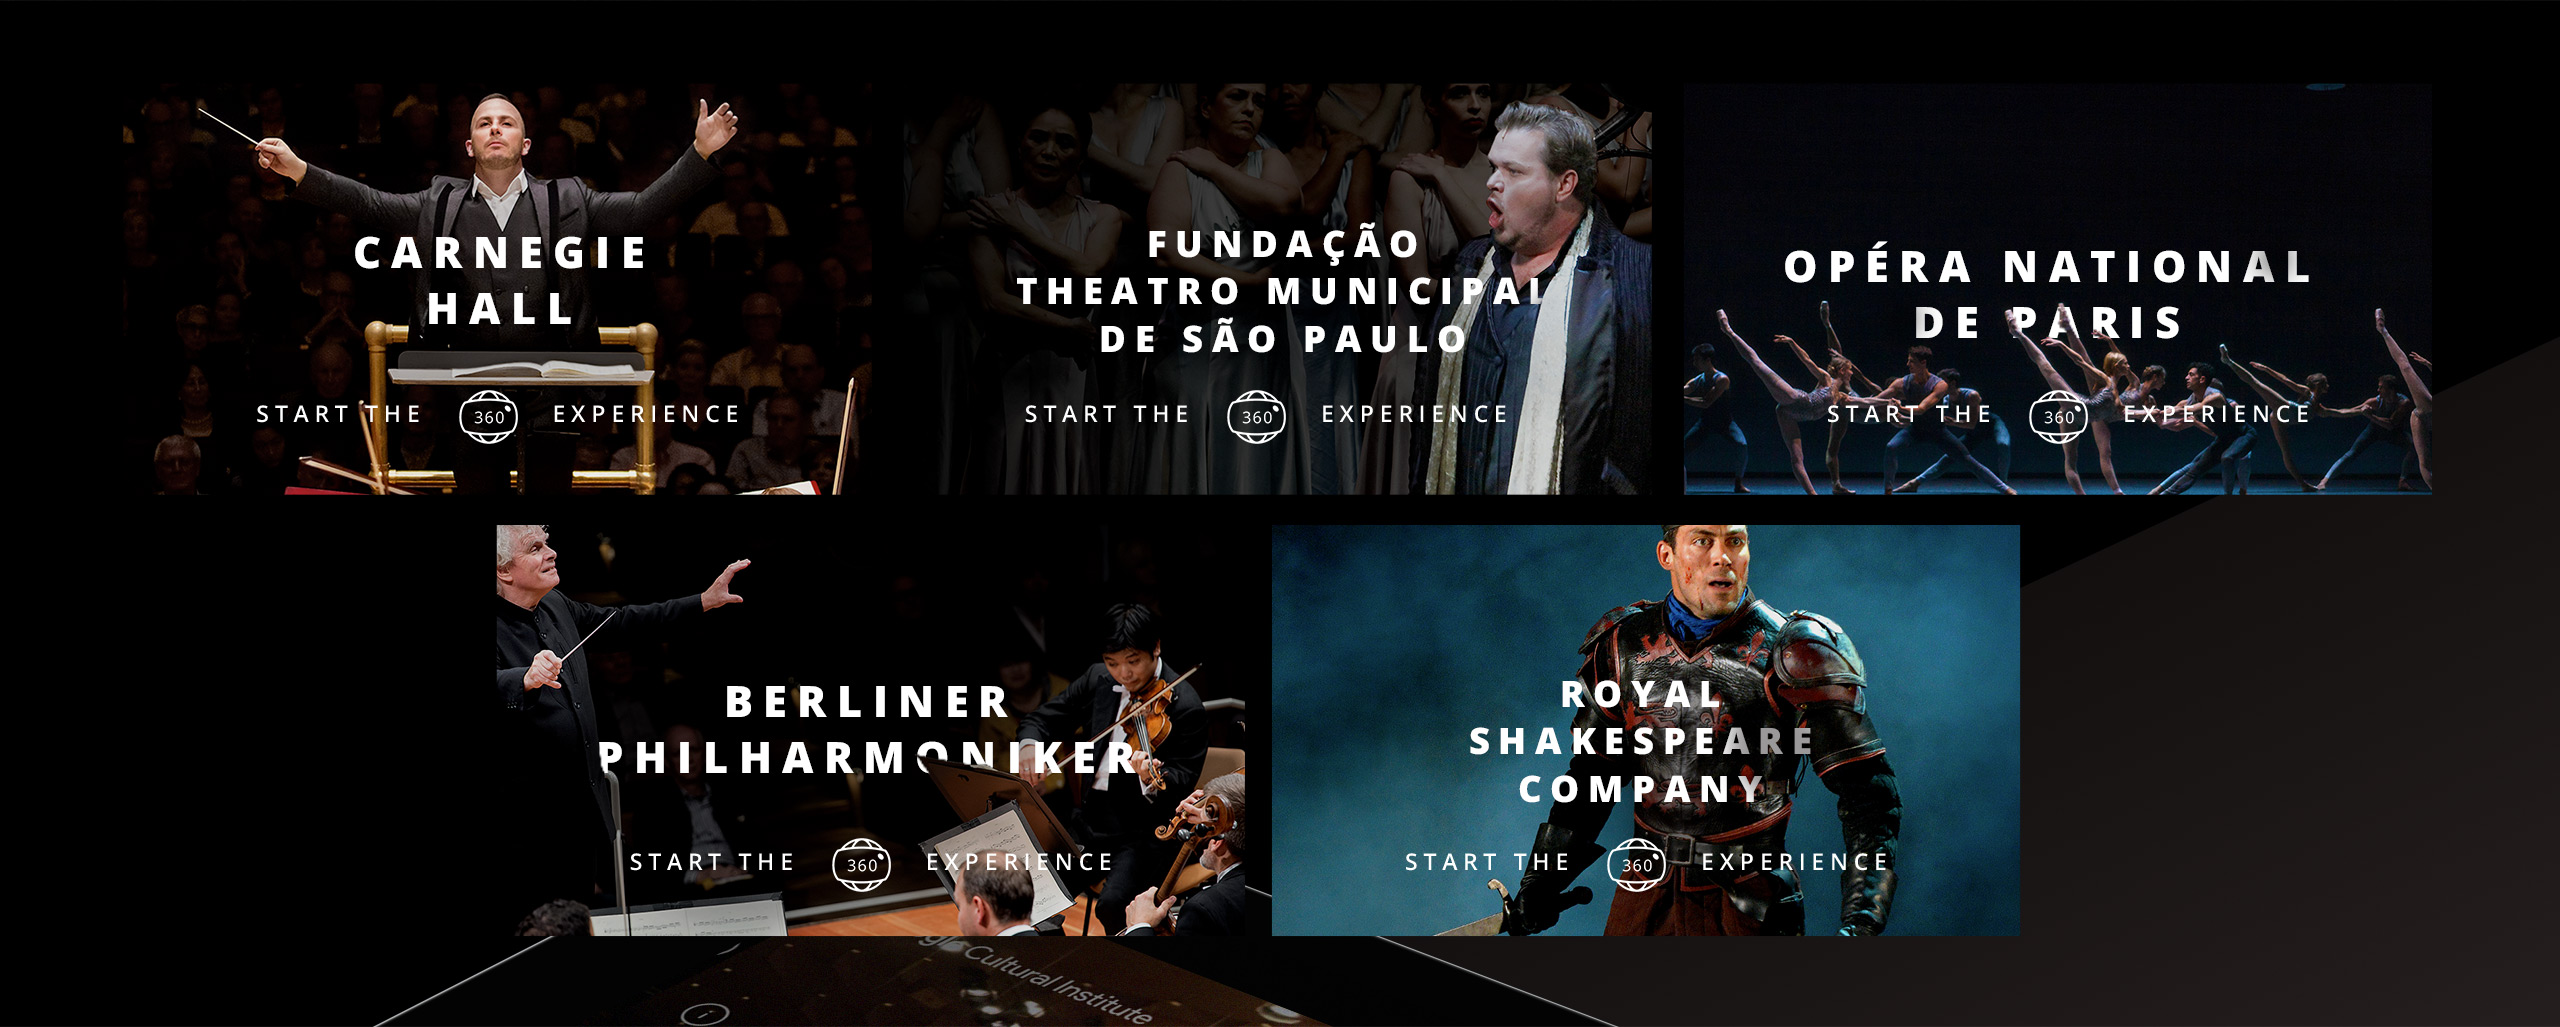 CARNEGIE
HALL
START THE 360° EXPERIENCE
FUNDAÇÃO
THEATRO MUNICIPAL
DE SÃO PAULO
START THE 360° EXPERIENCE
OPÉRA NATIONAL
DE PARIS
START THE 360° EXPERIENCE
BERLINER
PHILHARMONIKER
START THE 360° EXPERIENCE
ROYAL
SHAKESPEARE
COMPANY
START THE 360° EXPERIENCE
Cultural Institute
i